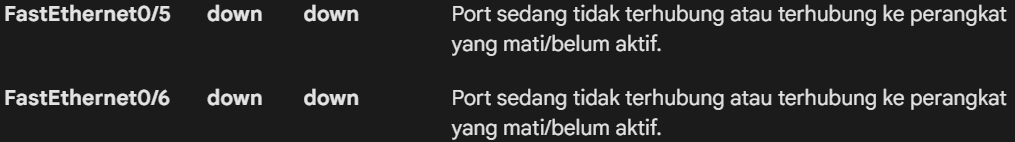 FastEthernet0/5 down down Port sedang tidak terhubung atau terhubung ke perangkat
yang mati/belum aktif.
FastEthernet0/6 down down Port sedang tidak terhubung atau terhubung ke perangkat
yang mati/belum aktif.